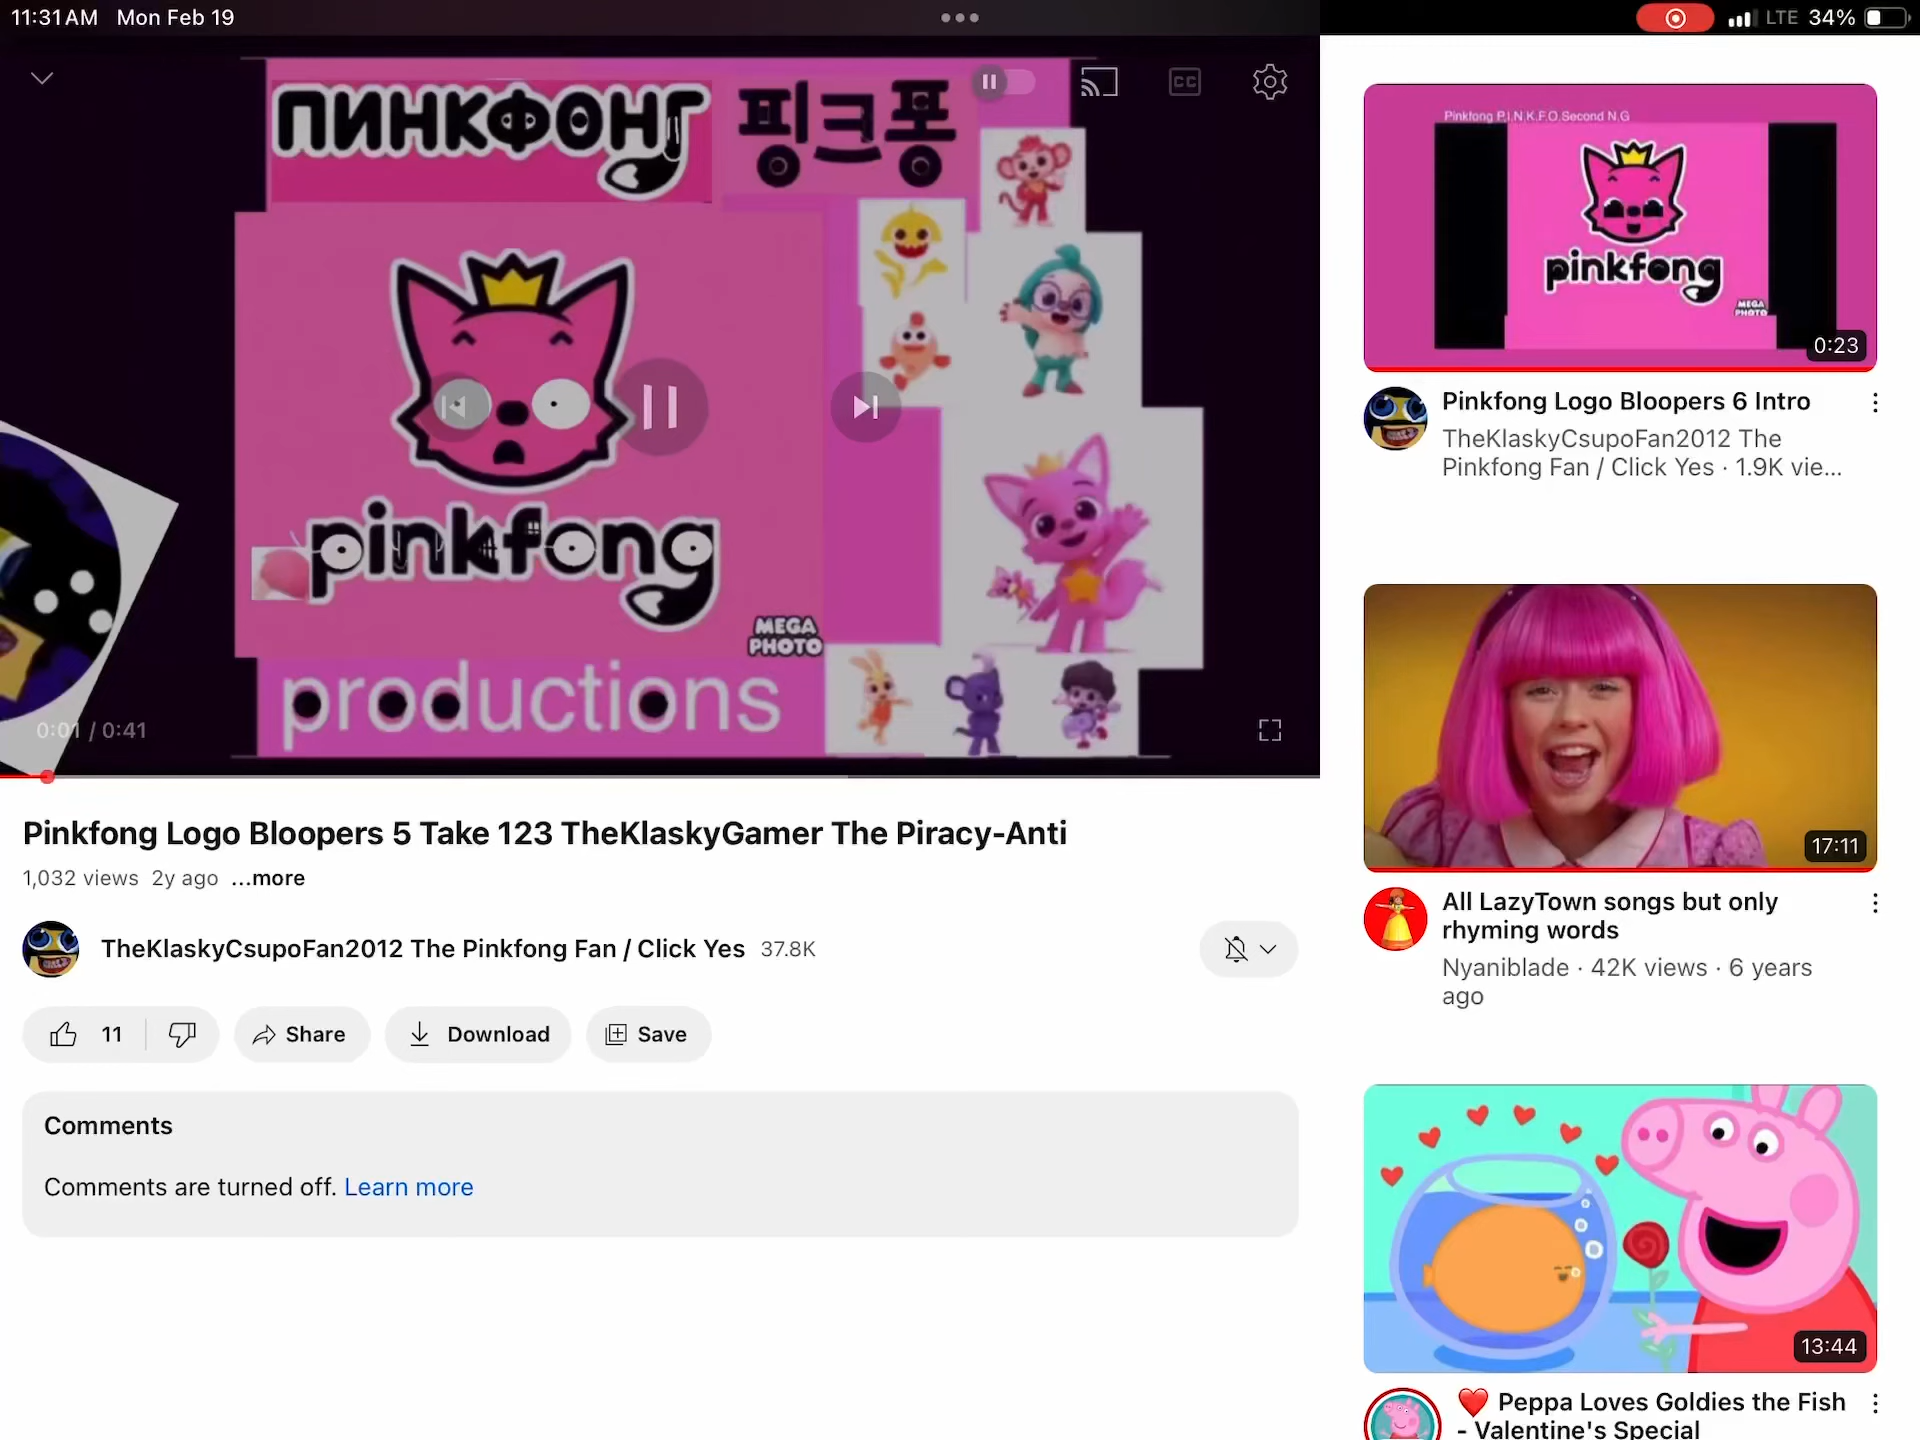 11:31 AM Mon Feb 19
LTE 34%
ПИНКФОНГ
핑크퐁
CC
pinkfong
MEGA
PHOTO
productions
0:01 / 0:41
Pinkfong Logo Bloopers 5 Take 123 TheKlaskyGamer The Piracy-Anti
1,032 views 2y ago ...more
TheKlaskyCsupoFan2012 The Pinkfong Fan / Click Yes 37.8K
11
Share
Download
Save
Comments
Comments are turned off. Learn more
Pinkfong P,I.N.K.F.O.Second N.G
pinkfong
MEGA
PHOTO
0:23
Pinkfong Logo Bloopers 6 Intro
TheKlaskyCsupoFan2012 The
Pinkfong Fan / Click Yes · 1.9K vie...
17:11
All LazyTown songs but only
rhyming words
Nyaniblade · 42K views · 6 years
ago
13:44
❤️ Peppa Loves Goldies the Fish
- Valentine's Special